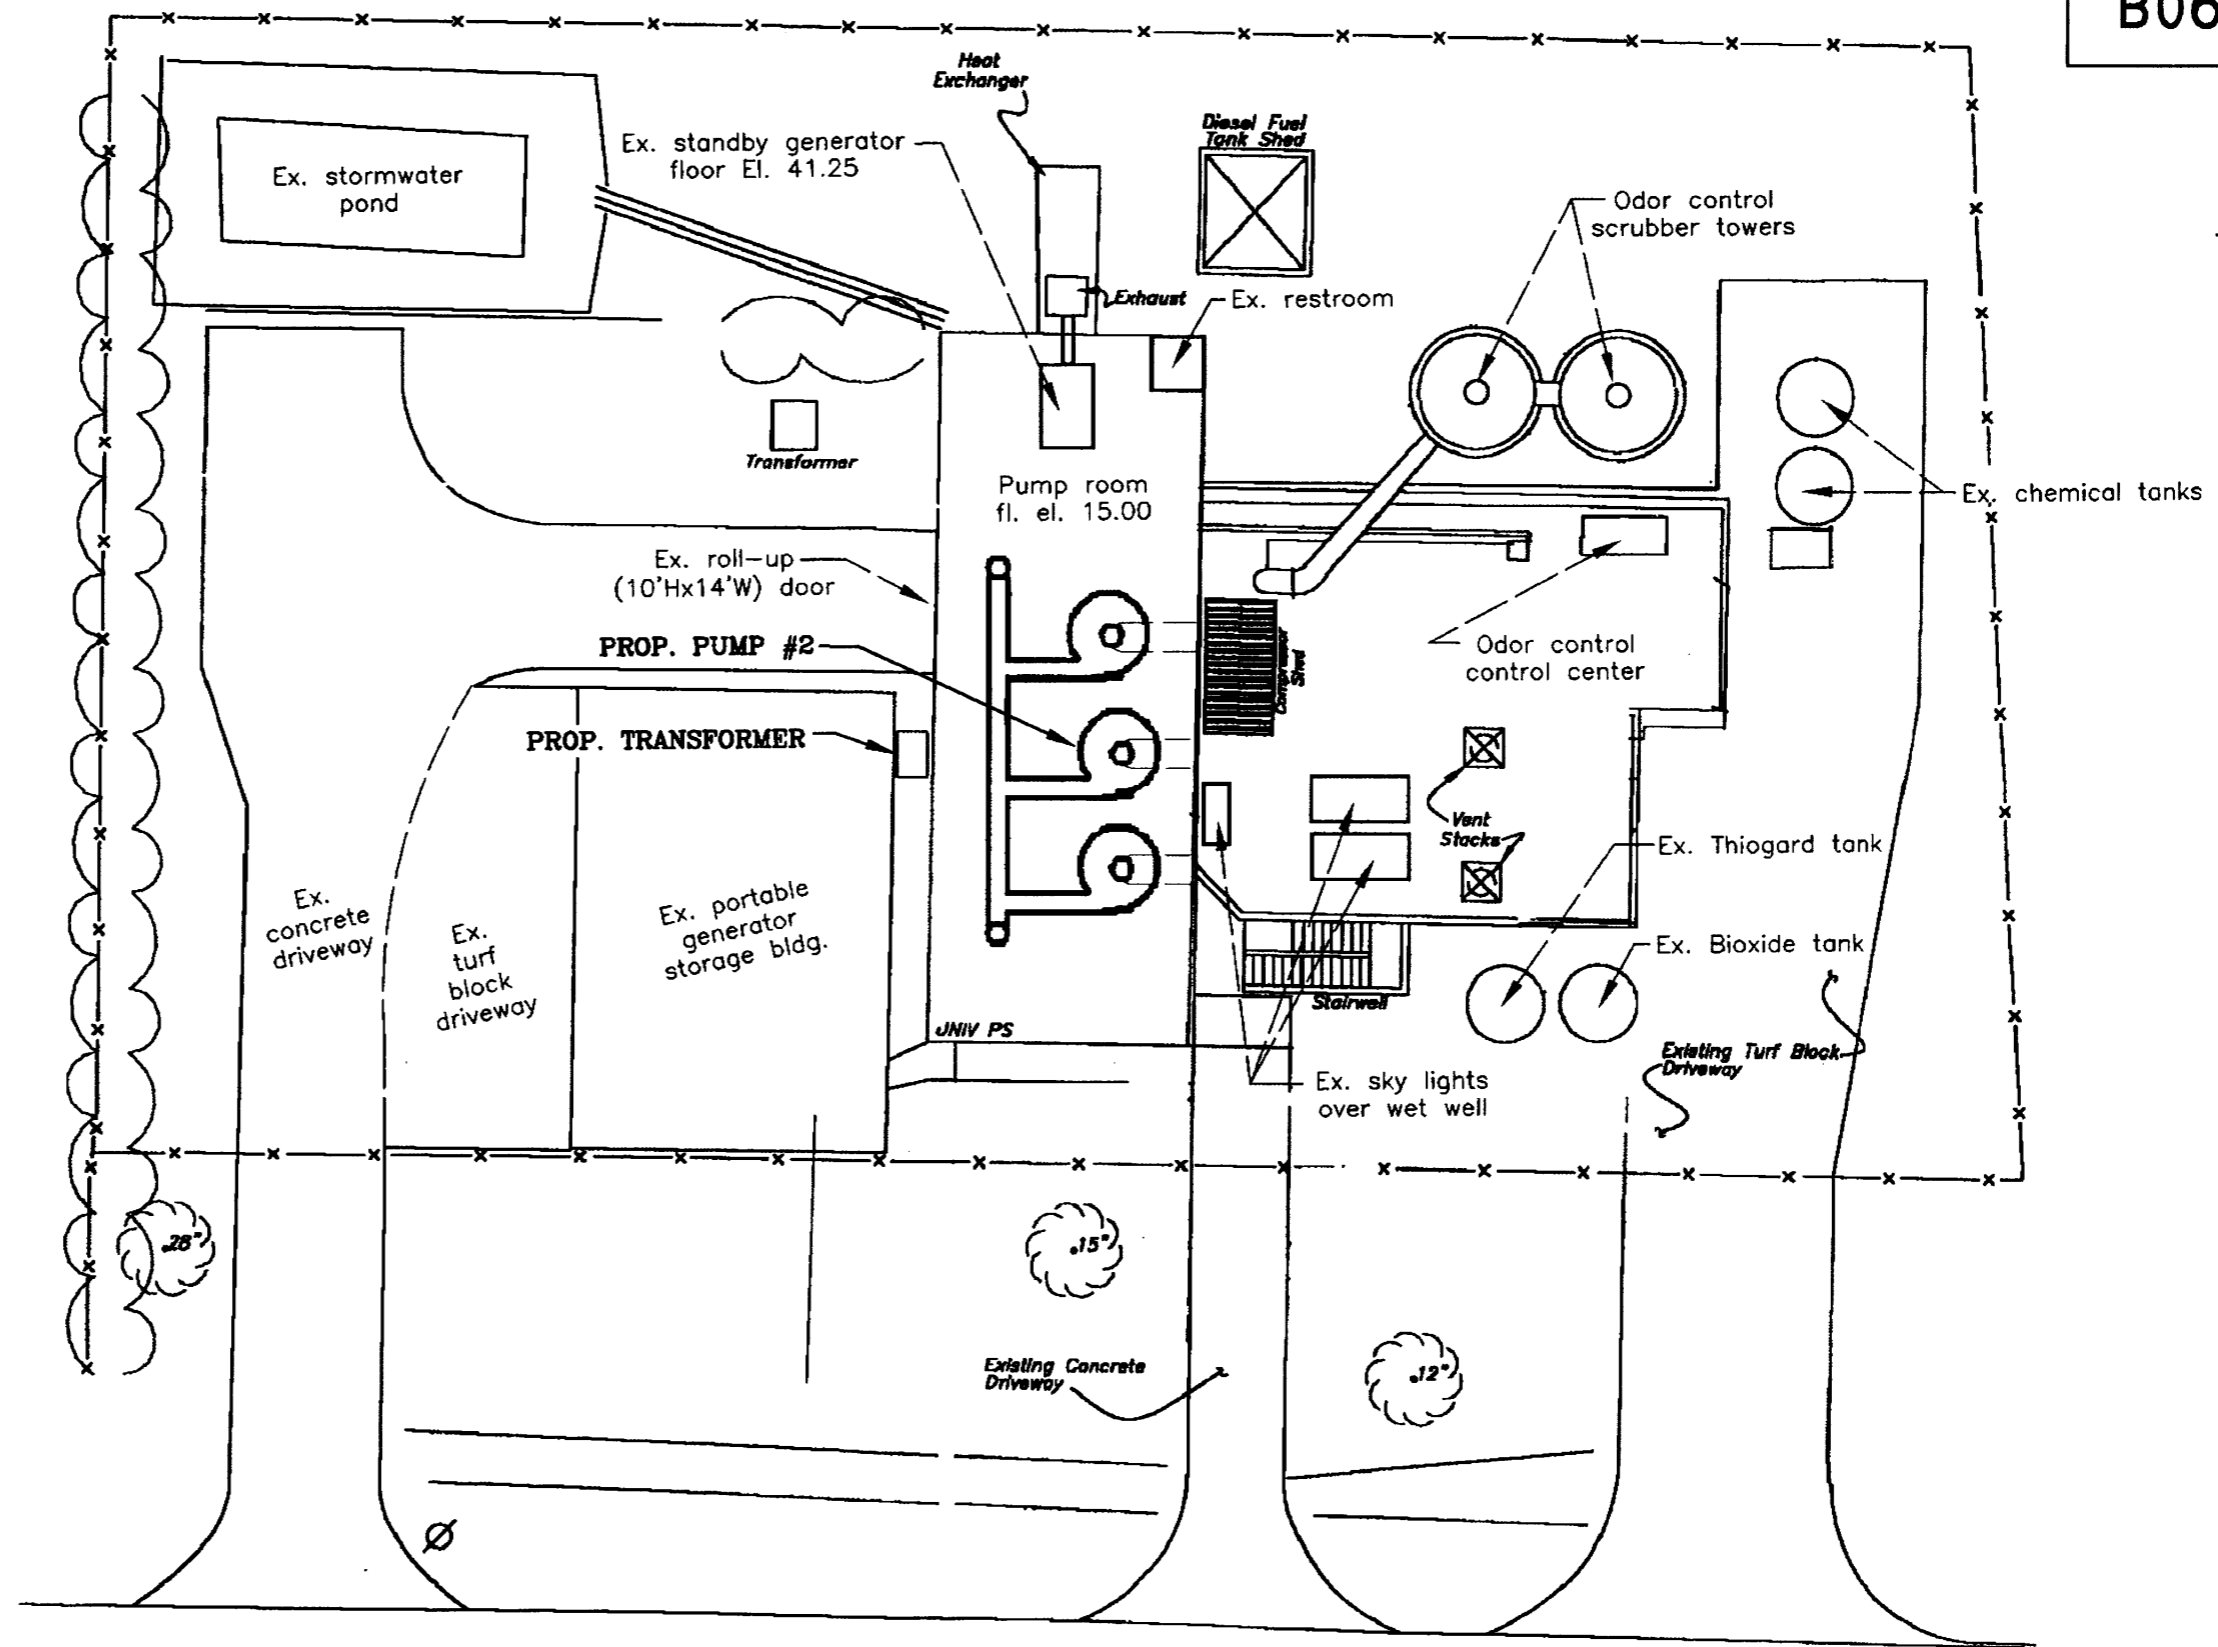 B06
Heat
Exchanger
Diesel Fuel
Tank Shed
Ex. standby generator
floor El. 41.25
Ex. stormwater
pond
Odor control
scrubber towers
Exhaust
Ex. restroom
Transformer
Pump room
fl. el. 15.00
Ex. chemical tanks
Ex. roll-up
(10'Hx14'W) door
PROP. PUMP #2
Compressor
Shed
Odor control
control center
PROP. TRANSFORMER
Vent
Stacks
Ex. Thiogard tank
Ex.
concrete
driveway
Ex.
turf
block
driveway
Ex. portable
generator
storage bldg.
Ex. Bioxide tank
Stairwell
UNIV PS
Existing Turf Block
Driveway
Ex. sky lights
over wet well
.28"
.15"
Existing Concrete
Driveway
.12"